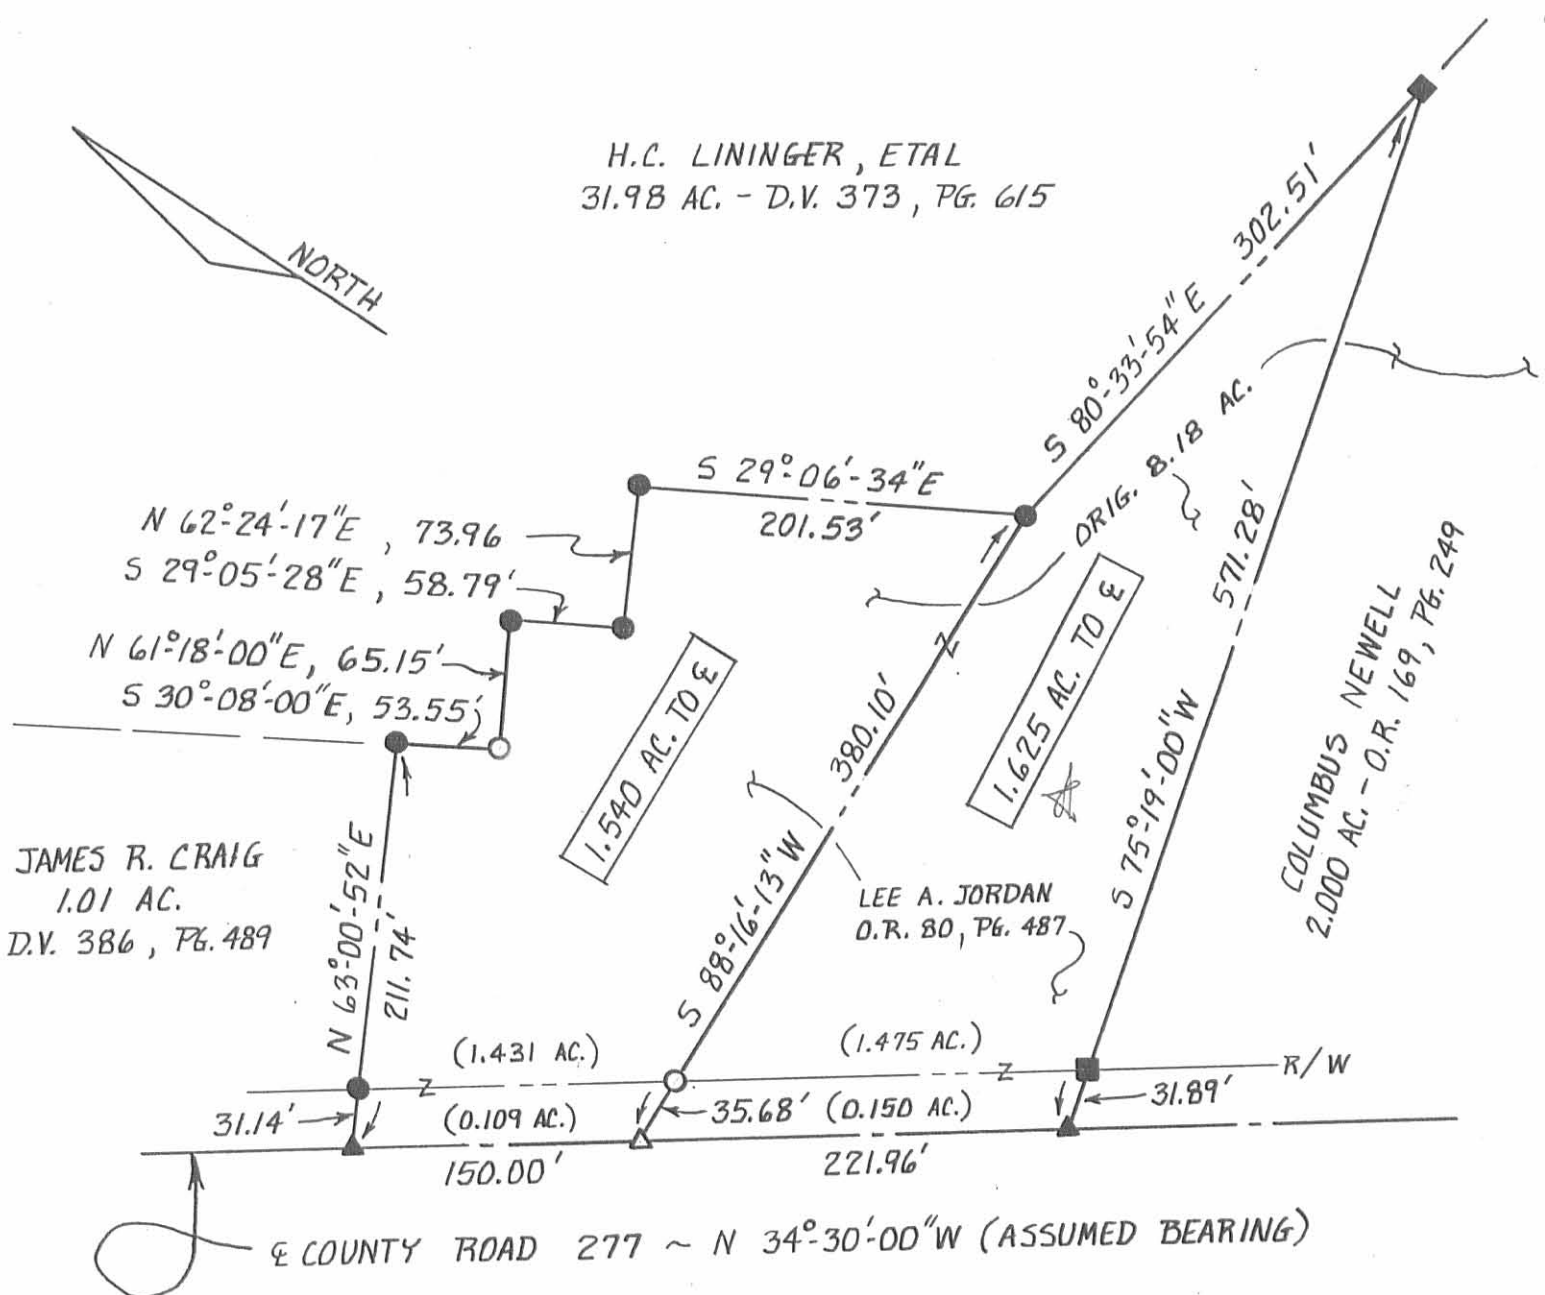 H.C. LININGER, ETAL
31.98 AC. - D.V. 373, PG. 615
NORTH
302.51'
S 80°-33'-54"E
ORIG. 8.18 AC.
S 29°-06'-34"E
201.53'
N 62°-24'-17"E, 73.96
S 29°-05'-28"E, 58.79'
N 61°-18'-00"E, 65.15'
S 30°-08'-00"E, 53.55'
571.28'
S 75°-19'-00"W
COLUMBUS NEWELL
2.000 AC. - O.R. 169, PG. 249
1.540 AC. TO ℄
380.10'
S 88°-16'-13"W
1.625 AC. TO ℄
JAMES R. CRAIG
1.01 AC.
D.V. 386, PG. 489
N 63°-00'-52"E
211.74'
LEE A. JORDAN
O.R. 80, PG. 487
(1.431 AC.)
(1.475 AC.)
R/W
31.14'
(0.109 AC.)
35.68' (0.150 AC.)
31.89'
150.00'
221.96'
℄ COUNTY ROAD 277 ~ N 34°-30'-00"W (ASSUMED BEARING)